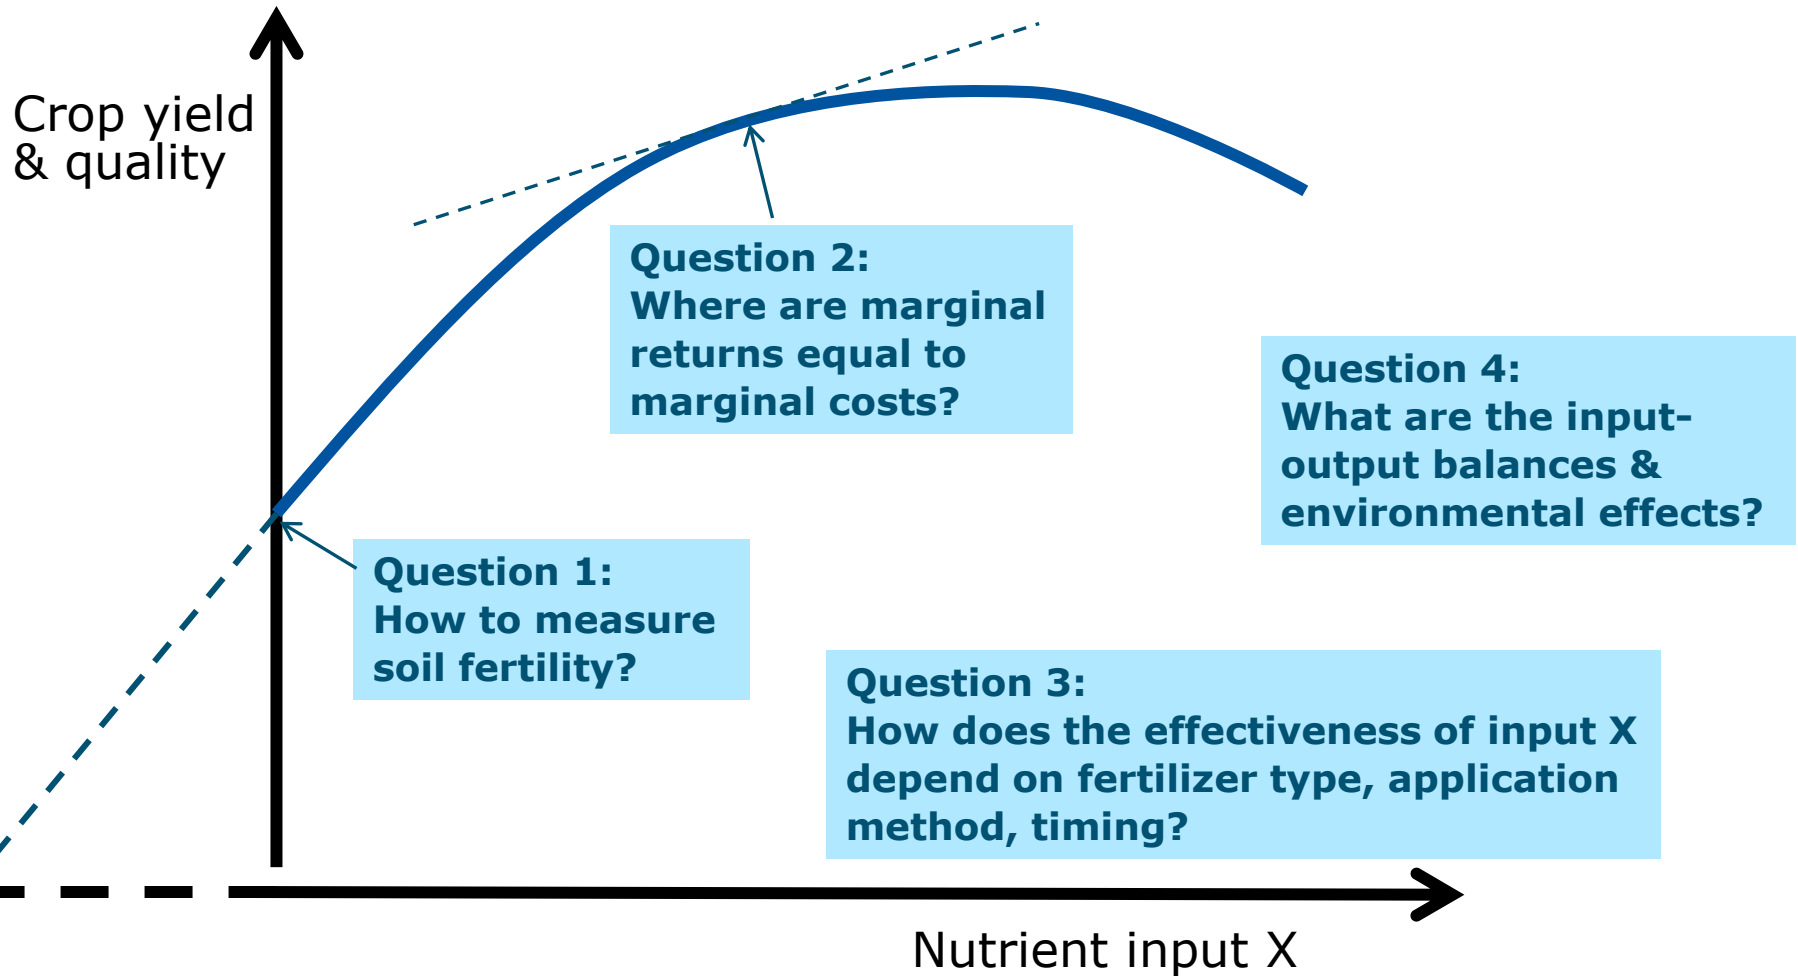 Crop yield
& quality
Question 2:
Where are marginal
returns equal to
marginal costs?
Question 4:
What are the input-
output balances &
environmental effects?
Question 1:
How to measure
soil fertility?
Question 3:
How does the effectiveness of input X
depend on fertilizer type, application
method, timing?
Nutrient input X